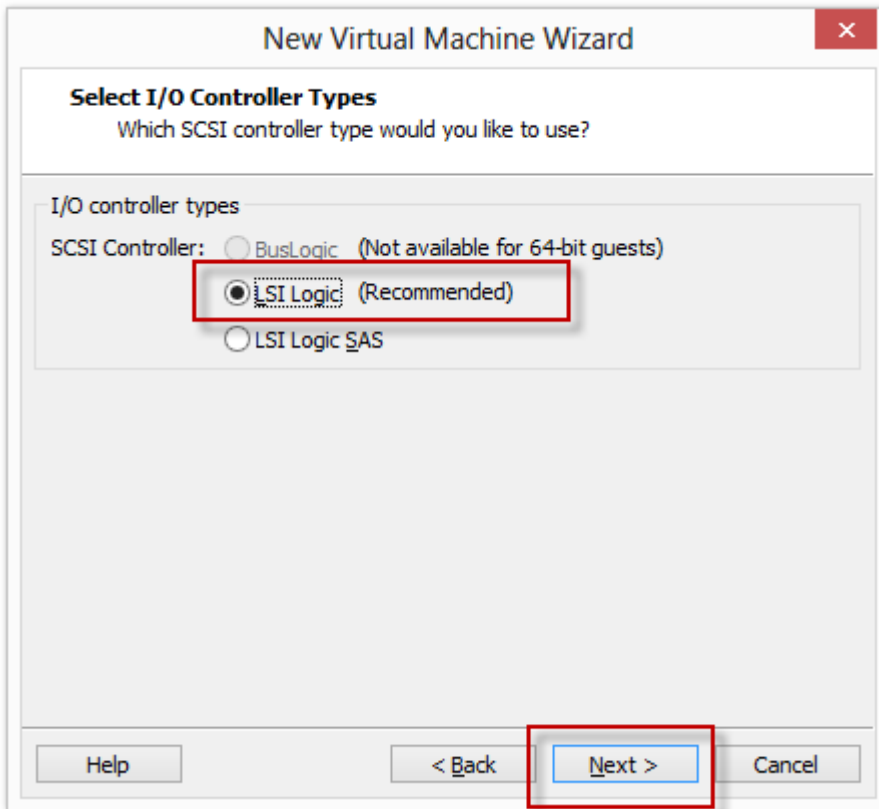 New Virtual Machine Wizard
Select I/O Controller Types
Which SCSI controller type would you like to use?
I/O controller types
SCSI Controller: BusLogic (Not available for 64-bit guests)
LSI Logic (Recommended)
LSI Logic SAS
Help < Back Next > Cancel